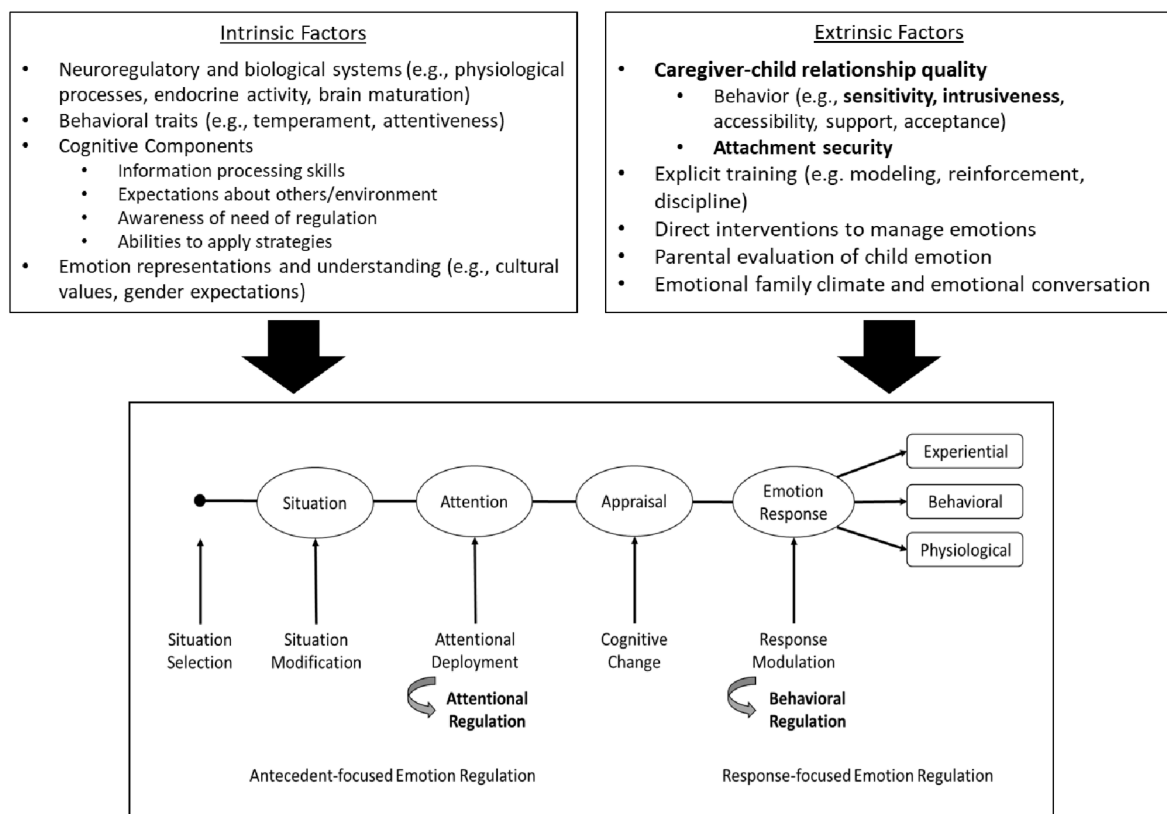 Intrinsic Factors
• Neuroregulatory and biological systems (e.g., physiological
processes, endocrine activity, brain maturation)
• Behavioral traits (e.g., temperament, attentiveness)
• Cognitive Components
• Information processing skills
• Expectations about others/environment
• Awareness of need of regulation
• Abilities to apply strategies
• Emotion representations and understanding (e.g., cultural
values, gender expectations)
Extrinsic Factors
• Caregiver-child relationship quality
• Behavior (e.g., sensitivity, intrusiveness,
accessibility, support, acceptance)
• Attachment security
• Explicit training (e.g. modeling, reinforcement,
discipline)
• Direct interventions to manage emotions
• Parental evaluation of child emotion
• Emotional family climate and emotional conversation
Situation
Attention
Appraisal
Emotion
Response
Experiential
Behavioral
Physiological
Situation
Selection
Situation
Modification
Attentional
Deployment
Cognitive
Change
Response
Modulation
Attentional
Regulation
Behavioral
Regulation
Antecedent-focused Emotion Regulation
Response-focused Emotion Regulation